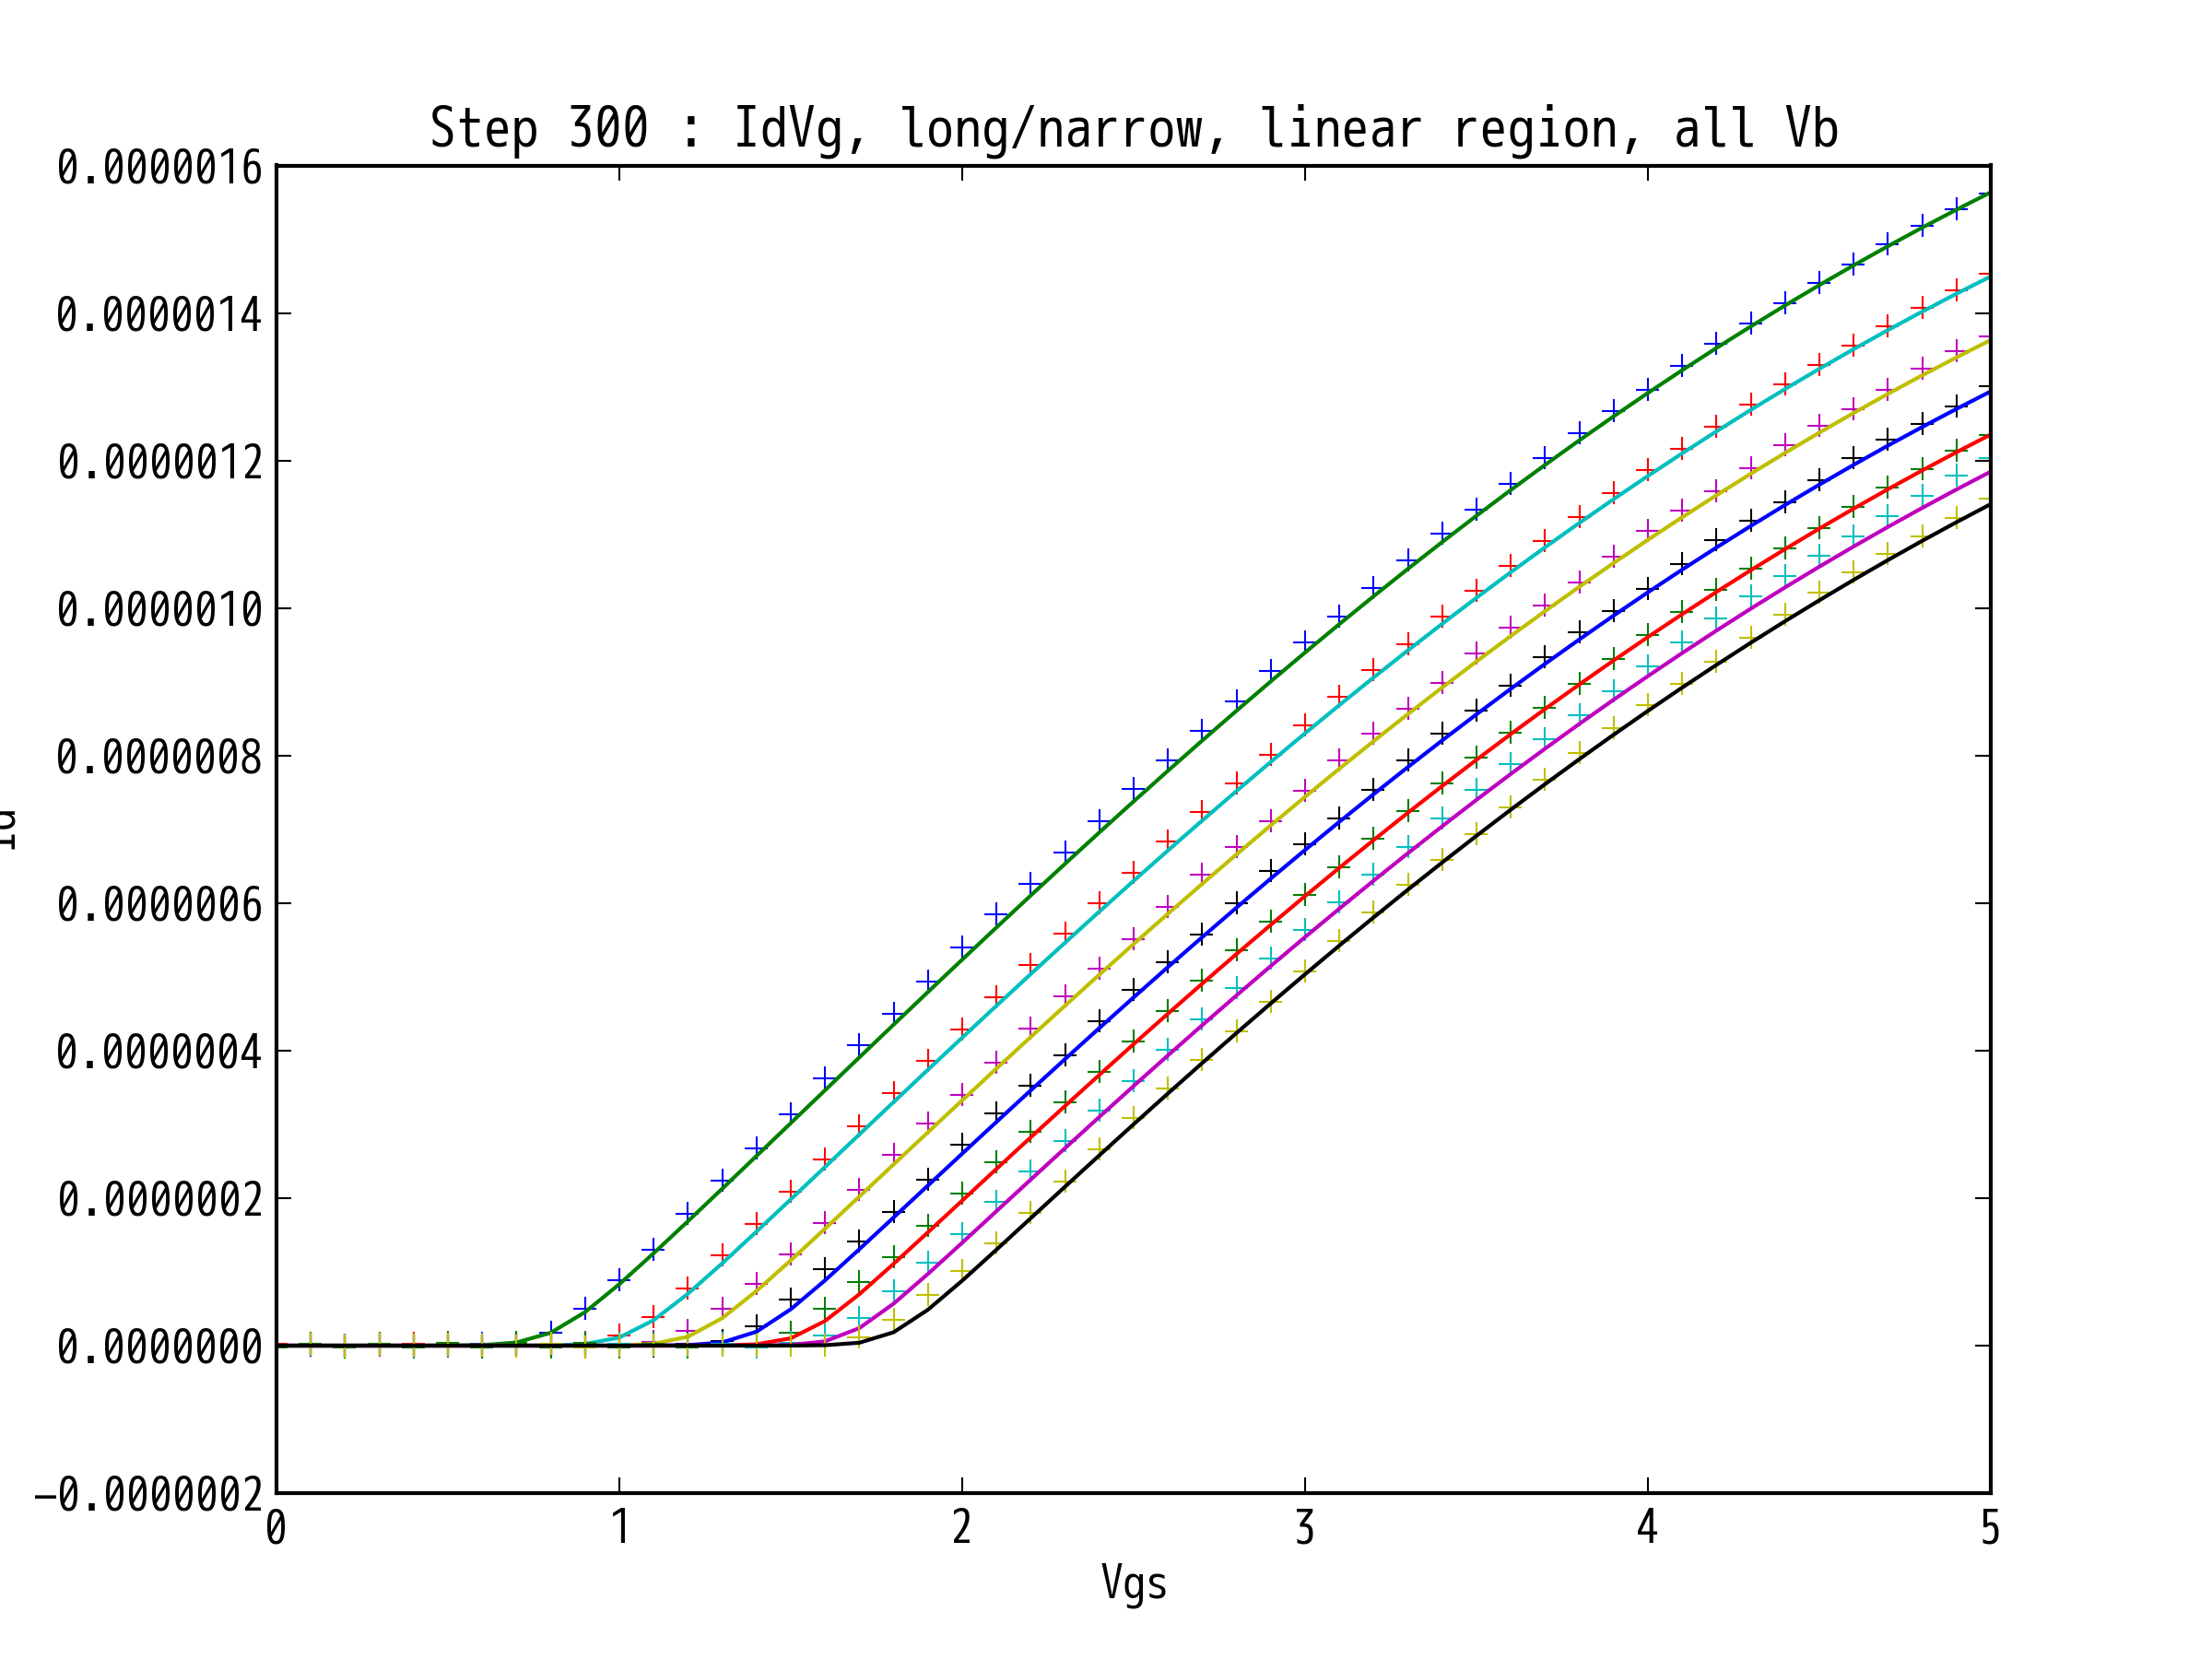 Step 300 : IdVg, long/narrow, linear region, all Vb
0.0000016
0.0000014
0.0000012
0.0000010
0.0000008
0.0000006
0.0000004
0.0000002
0.0000000
−0.0000002
Id
0 1 2 3 4 5
Vgs